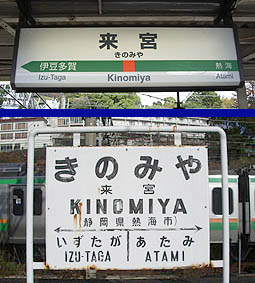 来宮
きのみや
伊豆多賀 熱海
Izu-Taga Kinomiya Atami
きのみや
来宮
KINOMIYA
(静岡県熱海市)
いずたが あたみ
IZU-TAGA ATAMI